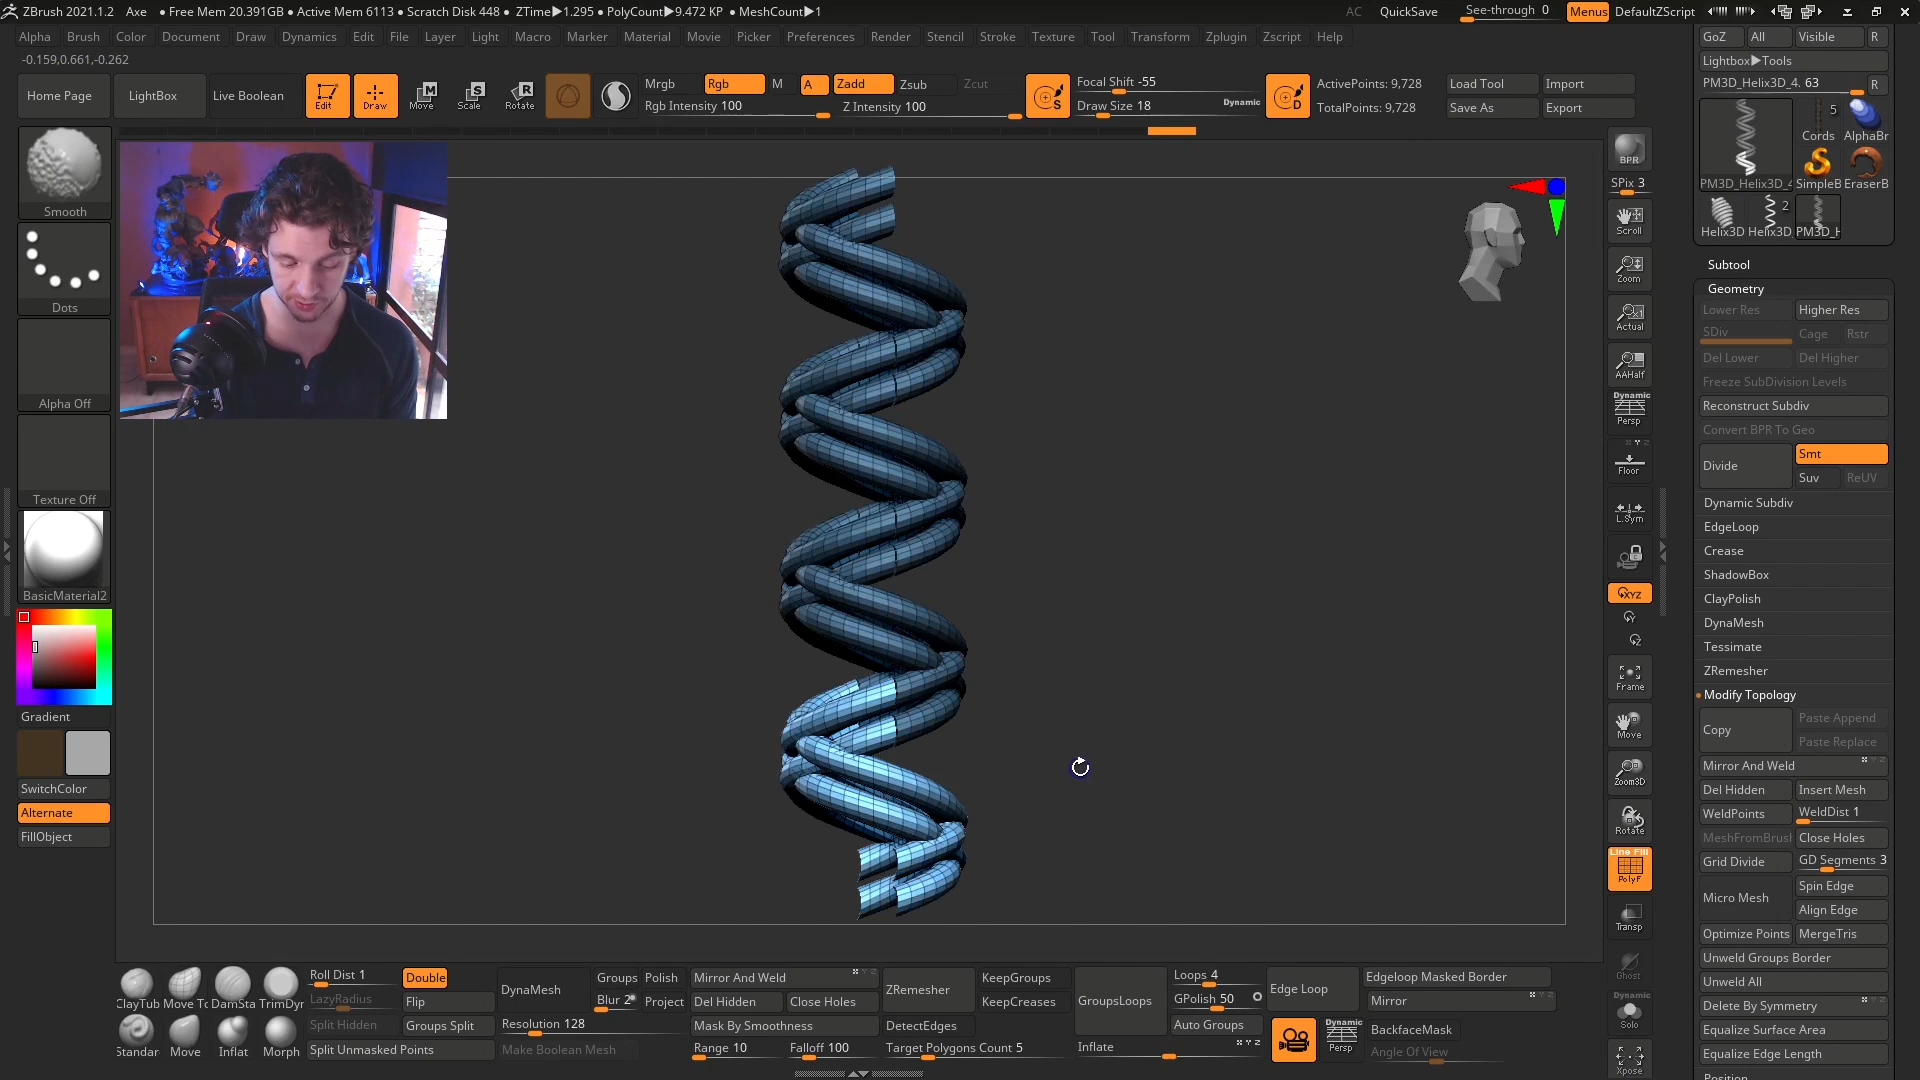 ZBrush 2021.1.2 Axe • Free Mem 20.391GB • Active Mem 6113 • Scratch Disk 448 • ZTime▶1.295 • PolyCount▶9.472 KP • MeshCount▶1
AC QuickSave See-through 0 Menus DefaultZScript
Alpha Brush Color Document Draw Dynamics Edit File Layer Light Macro Marker Material Movie Picker Preferences Render Stencil Stroke Texture Tool Transform Zplugin Zscript Help
-0.159,0.661,-0.262
Home Page LightBox Live Boolean Edit Draw Move Scale Rotate
Mrgb Rgb M A Zadd Zsub Zcut
Rgb Intensity 100 Z Intensity 100
Focal Shift -55
Draw Size 18 Dynamic
ActivePoints: 9,728
TotalPoints: 9,728
Load Tool Import
Save As Export
GoZ All Visible R
Lightbox▶Tools
PM3D_Helix3D_4. 63 R
5
Cords AlphaBr
PM3D_Helix3D_4 SimpleB EraserB
2
Helix3D Helix3D PM3D_H
Smooth
Dots
Alpha Off
Texture Off
BasicMaterial2
Gradient
SwitchColor
Alternate
FillObject
BPR
SPix 3
Scroll
Zoom
Actual
AAHalf
Dynamic
Persp
Floor
L.Sym
XYZ
Frame
Move
Zoom3D
Rotate
Line Fill
PolyF
Transp
Ghost
Dynamic
Solo
Xpose
Subtool
Geometry
Lower Res Higher Res
SDiv Cage Rstr
Del Lower Del Higher
Freeze SubDivision Levels
Reconstruct Subdiv
Convert BPR To Geo
Divide Smt
Suv ReUV
Dynamic Subdiv
EdgeLoop
Crease
ShadowBox
ClayPolish
DynaMesh
Tessimate
ZRemesher
Modify Topology
Copy Paste Append
Paste Replace
Mirror And Weld
Del Hidden Insert Mesh
WeldPoints WeldDist 1
MeshFromBrus Close Holes
Grid Divide GD Segments 3
Micro Mesh Spin Edge
Align Edge
Optimize Points MergeTris
Unweld Groups Border
Unweld All
Delete By Symmetry
Equalize Surface Area
Equalize Edge Length
Position
ClayTub Move To DamSta TrimDyr
Standar Move Inflat Morph
Roll Dist 1 Double
LazyRadius Flip
Split Hidden Groups Split
Split Unmasked Points
DynaMesh Groups Polish
Blur 2 Project
Resolution 128
Make Boolean Mesh
Mirror And Weld
Del Hidden Close Holes
Mask By Smoothness
Range 10 Falloff 100
ZRemesher KeepGroups
KeepCreases
DetectEdges
Target Polygons Count 5
GroupsLoops Loops 4
GPolish 50
Auto Groups
Inflate
Edge Loop Edgeloop Masked Border
Mirror
Dynamic
Persp
BackfaceMask
Angle Of View